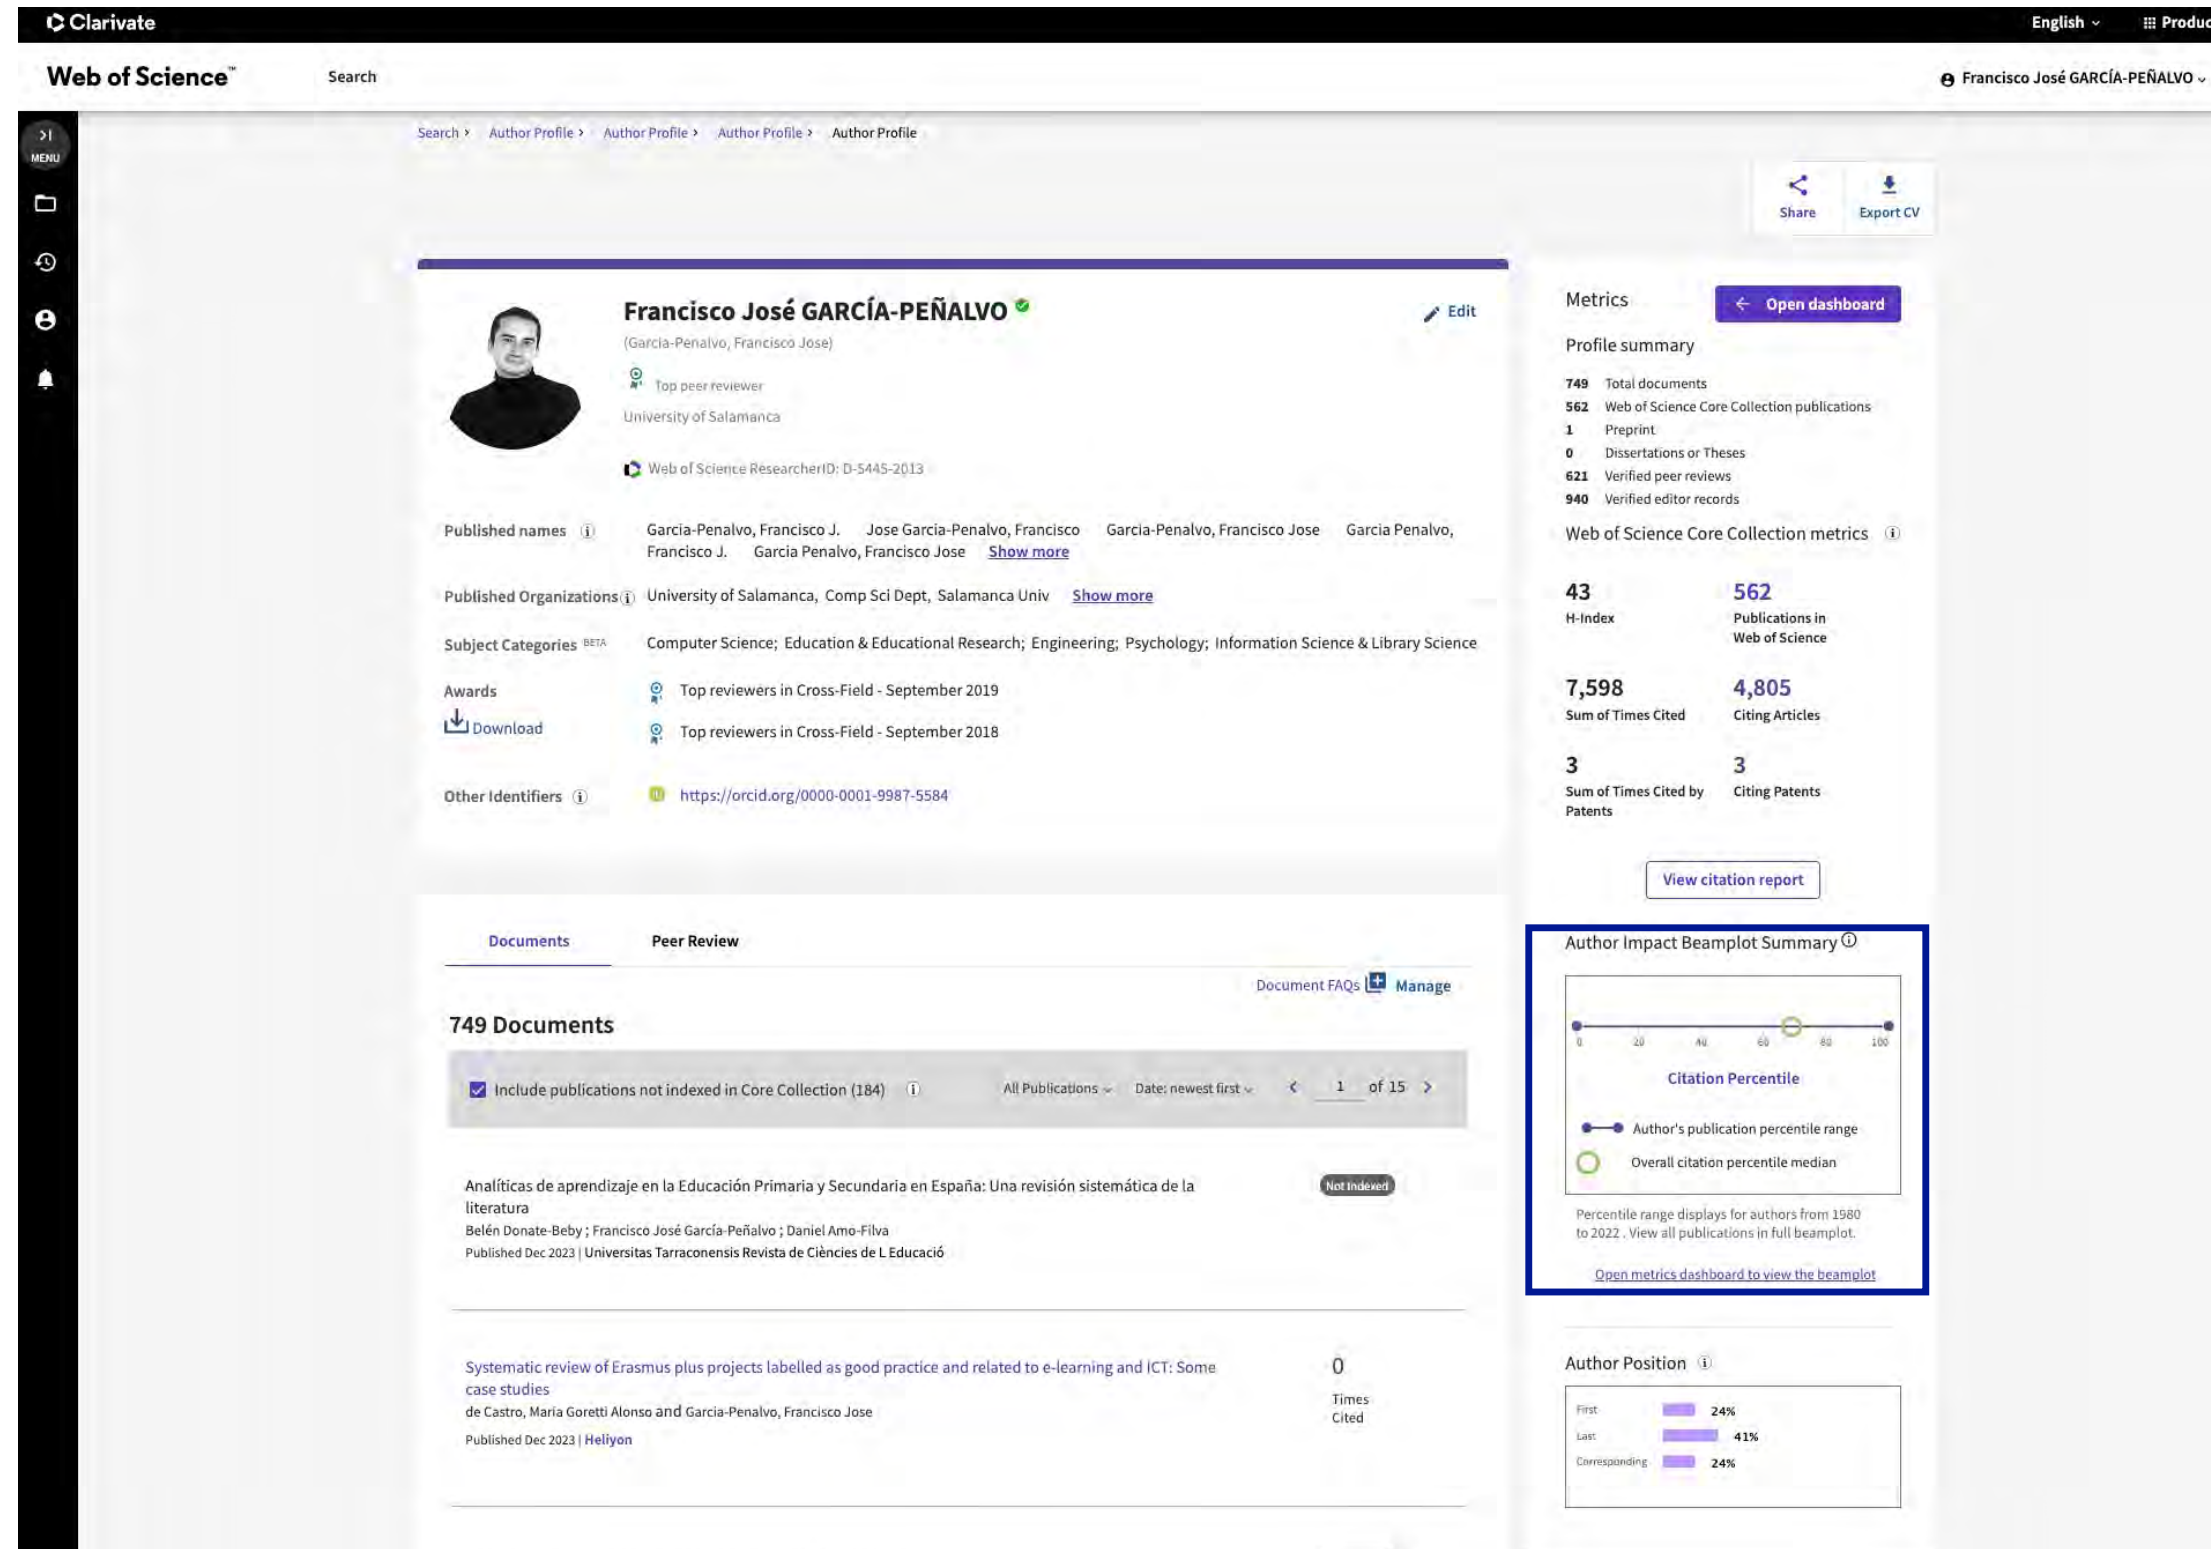 Clarivate
English
Produc
Web of Science™
Search
Francisco José GARCÍA-PEÑALVO
MENU
Search > Author Profile > Author Profile > Author Profile > Author Profile
Share
Export CV
Francisco José GARCÍA-PEÑALVO
Edit
(Garcia-Penalvo, Francisco Jose)
Top peer reviewer
University of Salamanca
Web of Science ResearcherID: D-5445-2013
Published names
Garcia-Penalvo, Francisco J. Jose Garcia-Penalvo, Francisco Garcia-Penalvo, Francisco Jose Garcia Penalvo,
Francisco J. Garcia Penalvo, Francisco Jose Show more
Published Organizations
University of Salamanca, Comp Sci Dept, Salamanca Univ Show more
Subject Categories BETA
Computer Science; Education & Educational Research; Engineering; Psychology; Information Science & Library Science
Awards
Top reviewers in Cross-Field - September 2019
Download
Top reviewers in Cross-Field - September 2018
Other Identifiers
https://orcid.org/0000-0001-9987-5584
Metrics
Open dashboard
Profile summary
749 Total documents
562 Web of Science Core Collection publications
1 Preprint
0 Dissertations or Theses
621 Verified peer reviews
940 Verified editor records
Web of Science Core Collection metrics
43
H-Index
562
Publications in
Web of Science
7,598
Sum of Times Cited
4,805
Citing Articles
3
Sum of Times Cited by
Patents
3
Citing Patents
View citation report
Documents
Peer Review
Document FAQs
Manage
749 Documents
Include publications not indexed in Core Collection (184)
All Publications
Date: newest first
< 1 of 15 >
Analíticas de aprendizaje en la Educación Primaria y Secundaria en España: Una revisión sistemática de la
literatura
Not Indexed
Belén Donate-Beby ; Francisco José García-Peñalvo ; Daniel Amo-Filva
Published Dec 2023 | Universitas Tarraconensis Revista de Ciències de L Educació
Systematic review of Erasmus plus projects labelled as good practice and related to e-learning and ICT: Some
case studies
0
Times
Cited
de Castro, Maria Goretti Alonso and Garcia-Penalvo, Francisco Jose
Published Dec 2023 | Heliyon
Author Impact Beamplot Summary
0 20 40 60 80 100
Citation Percentile
Author's publication percentile range
Overall citation percentile median
Percentile range displays for authors from 1980
to 2022 . View all publications in full beamplot.
Open metrics dashboard to view the beamplot
Author Position
First 24%
Last 41%
Corresponding 24%